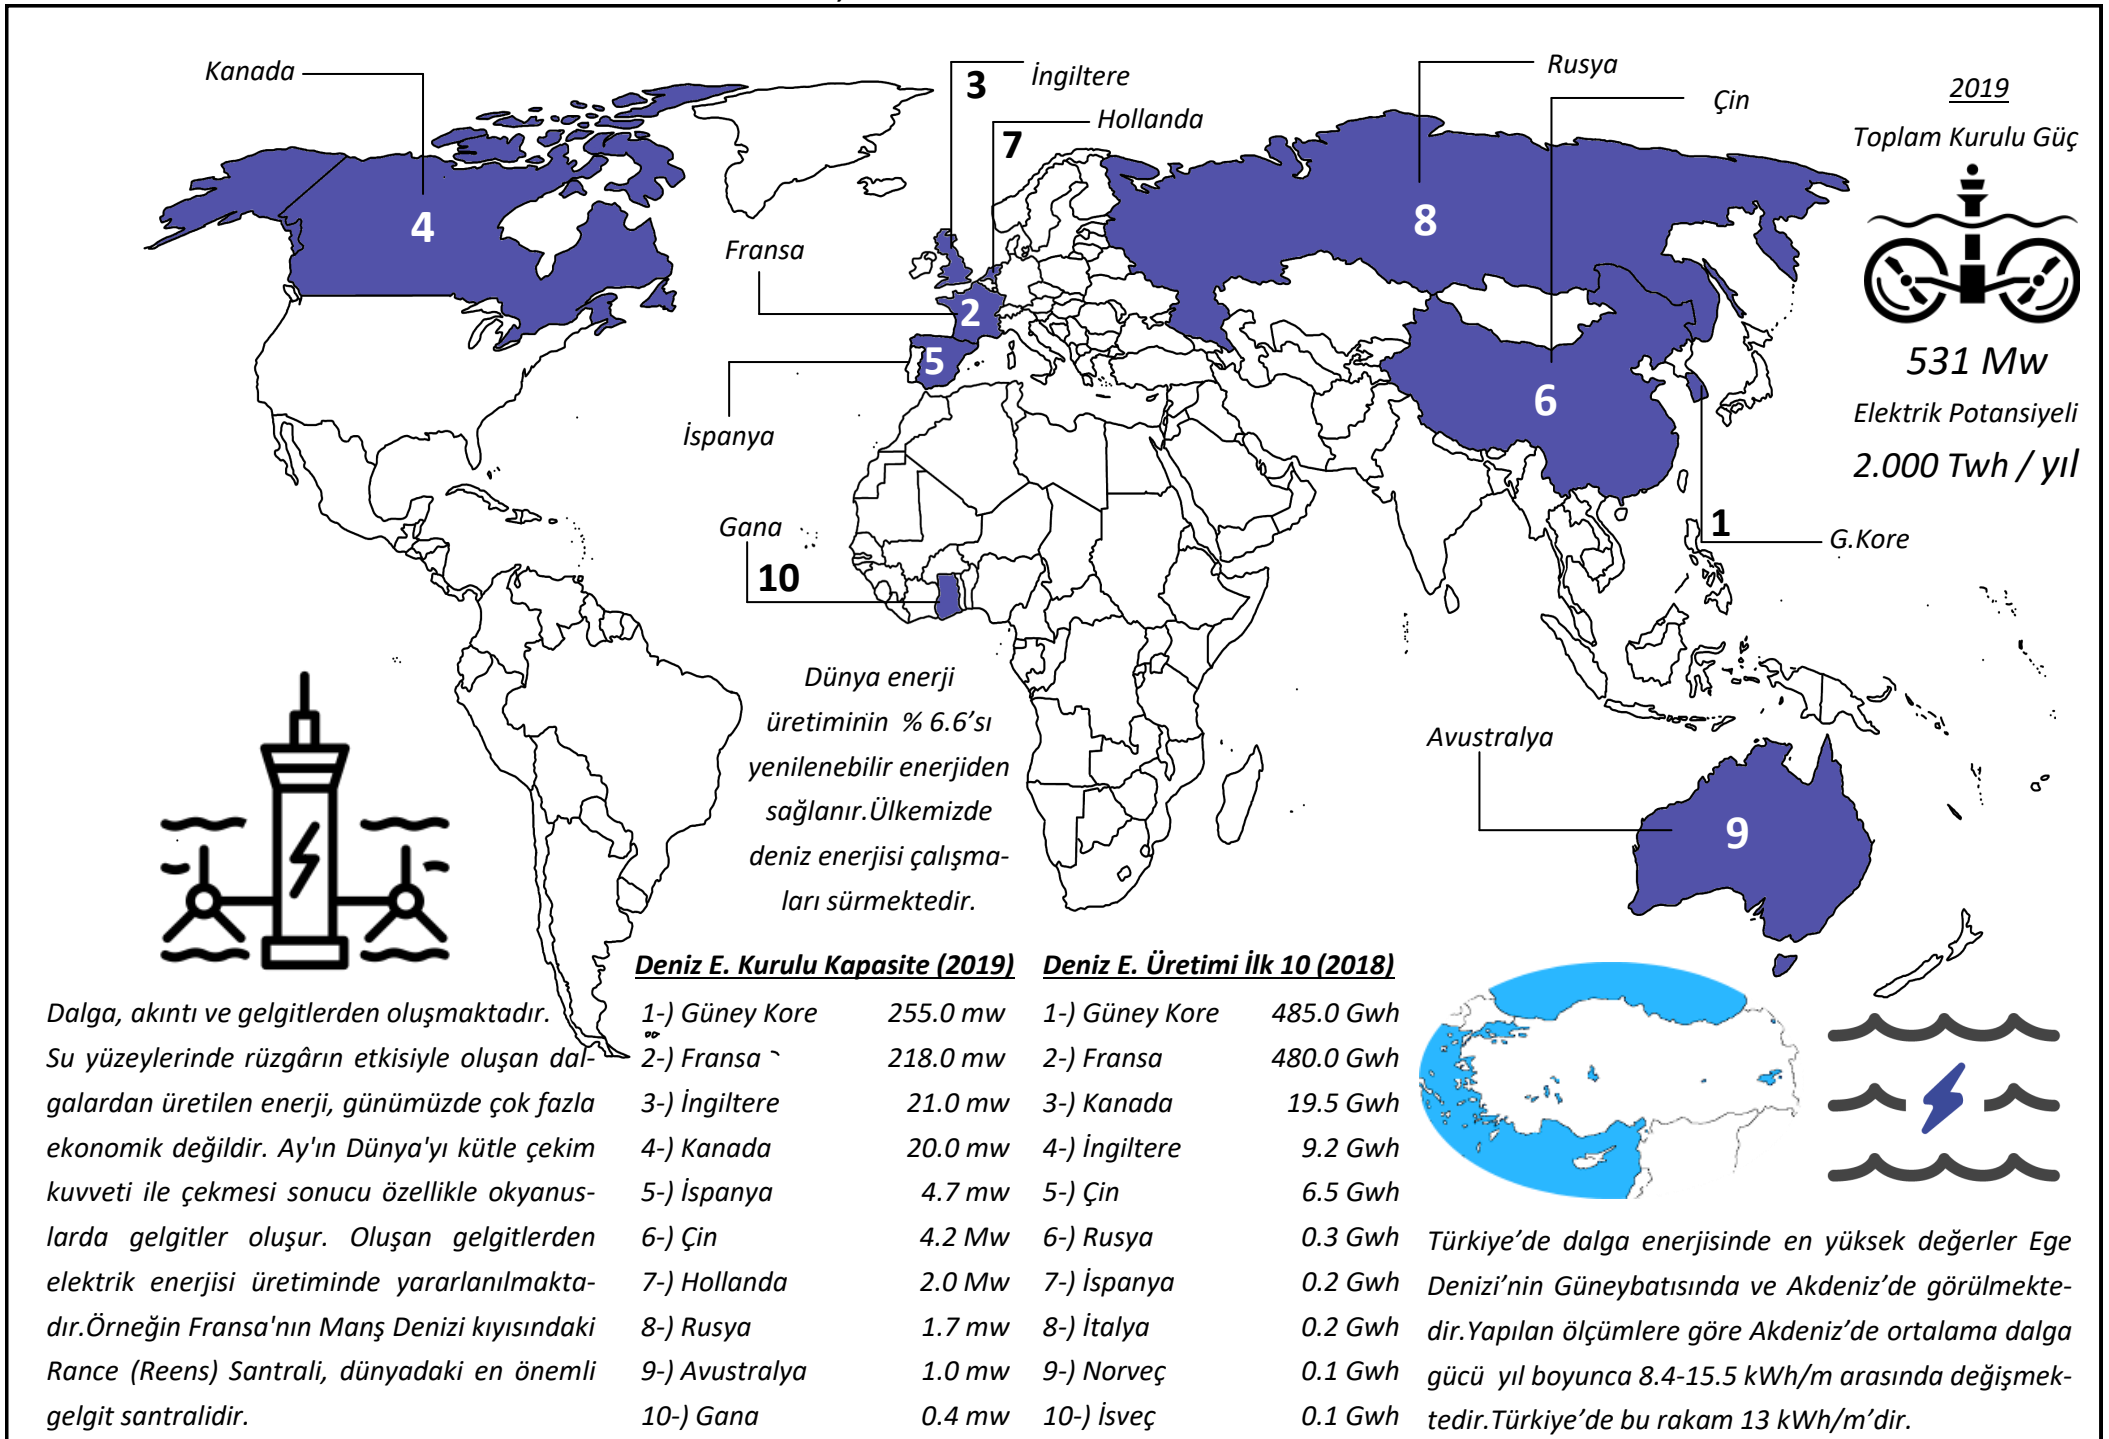 Kanada
4
3
İngiltere
7
Hollanda
Rusya
Çin
8
2019
Toplam Kurulu Güç
531 Mw
Elektrik Potansiyeli
2.000 Twh / yıl
Fransa
2
5
İspanya
6
1
G.Kore
Gana
10
Dünya enerji
üretiminin % 6.6’sı
yenilenebilir enerjiden
sağlanır.Ülkemizde
deniz enerjisi çalışma-
ları sürmektedir.
Avustralya
9
Dalga, akıntı ve gelgitlerden oluşmaktadır.
Su yüzeylerinde rüzgârın etkisiyle oluşan dal-
galardan üretilen enerji, günümüzde çok fazla
ekonomik değildir. Ay'ın Dünya'yı kütle çekim
kuvveti ile çekmesi sonucu özellikle okyanus-
larda gelgitler oluşur. Oluşan gelgitlerden
elektrik enerjisi üretiminde yararlanılmakta-
dır.Örneğin Fransa'nın Manş Denizi kıyısındaki
Rance (Reens) Santrali, dünyadaki en önemli
gelgit santralidir.
Deniz E. Kurulu Kapasite (2019)
1-) Güney Kore 255.0 mw
2-) Fransa 218.0 mw
3-) İngiltere 21.0 mw
4-) Kanada 20.0 mw
5-) İspanya 4.7 mw
6-) Çin 4.2 Mw
7-) Hollanda 2.0 Mw
8-) Rusya 1.7 mw
9-) Avustralya 1.0 mw
10-) Gana 0.4 mw
Deniz E. Üretimi İlk 10 (2018)
1-) Güney Kore 485.0 Gwh
2-) Fransa 480.0 Gwh
3-) Kanada 19.5 Gwh
4-) İngiltere 9.2 Gwh
5-) Çin 6.5 Gwh
6-) Rusya 0.3 Gwh
7-) İspanya 0.2 Gwh
8-) İtalya 0.2 Gwh
9-) Norveç 0.1 Gwh
10-) İsveç 0.1 Gwh
Türkiye’de dalga enerjisinde en yüksek değerler Ege
Denizi’nin Güneybatısında ve Akdeniz’de görülmekte-
dir.Yapılan ölçümlere göre Akdeniz’de ortalama dalga
gücü yıl boyunca 8.4-15.5 kWh/m arasında değişmek-
tedir.Türkiye’de bu rakam 13 kWh/m’dir.